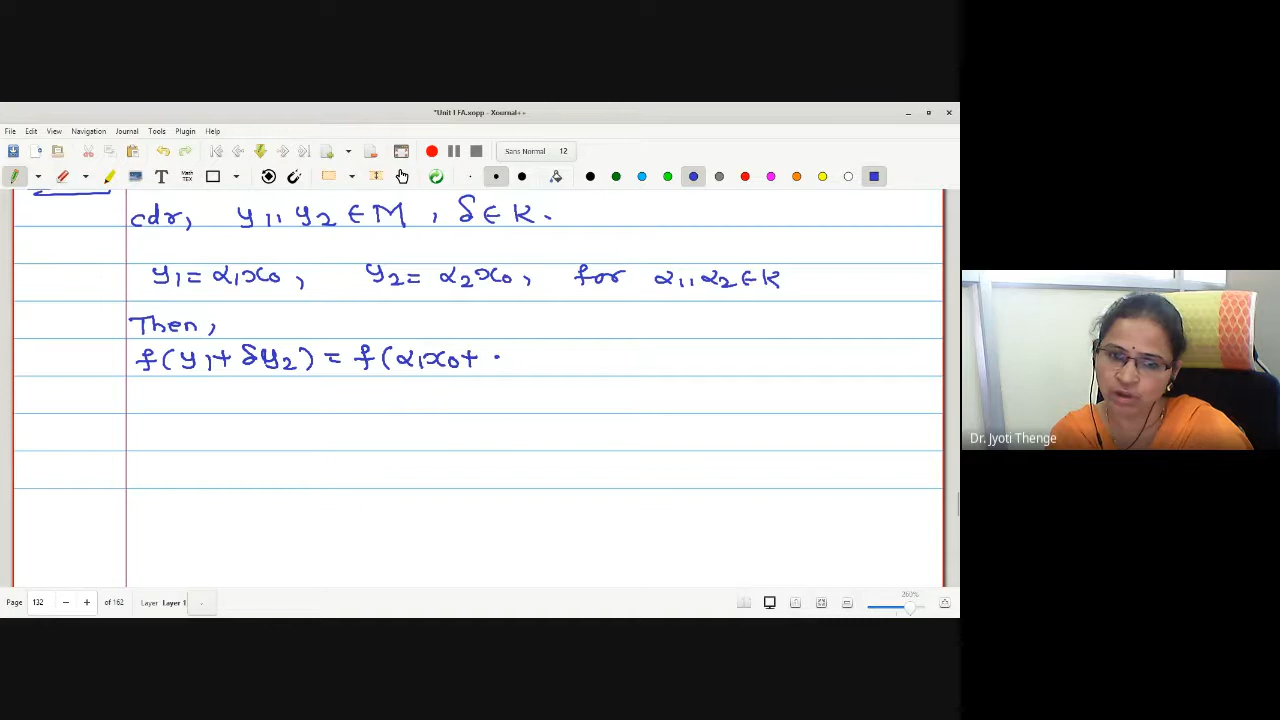 *Unit I FA.xopp - Xournal++
File Edit View Navigation Journal Tools Plugin Help
Sans Normal 12
cdr, y₁, y₂ ∈ M, δ ∈ K.
y₁ = α₁x₀, y₂ = α₂x₀, for α₁, α₂ ∈ K
Then,
f(y₁ + δy₂) = f(α₁x₀ +
Dr. Jyoti Thenge
Page 132 of 162 Layer Layer 1 260%